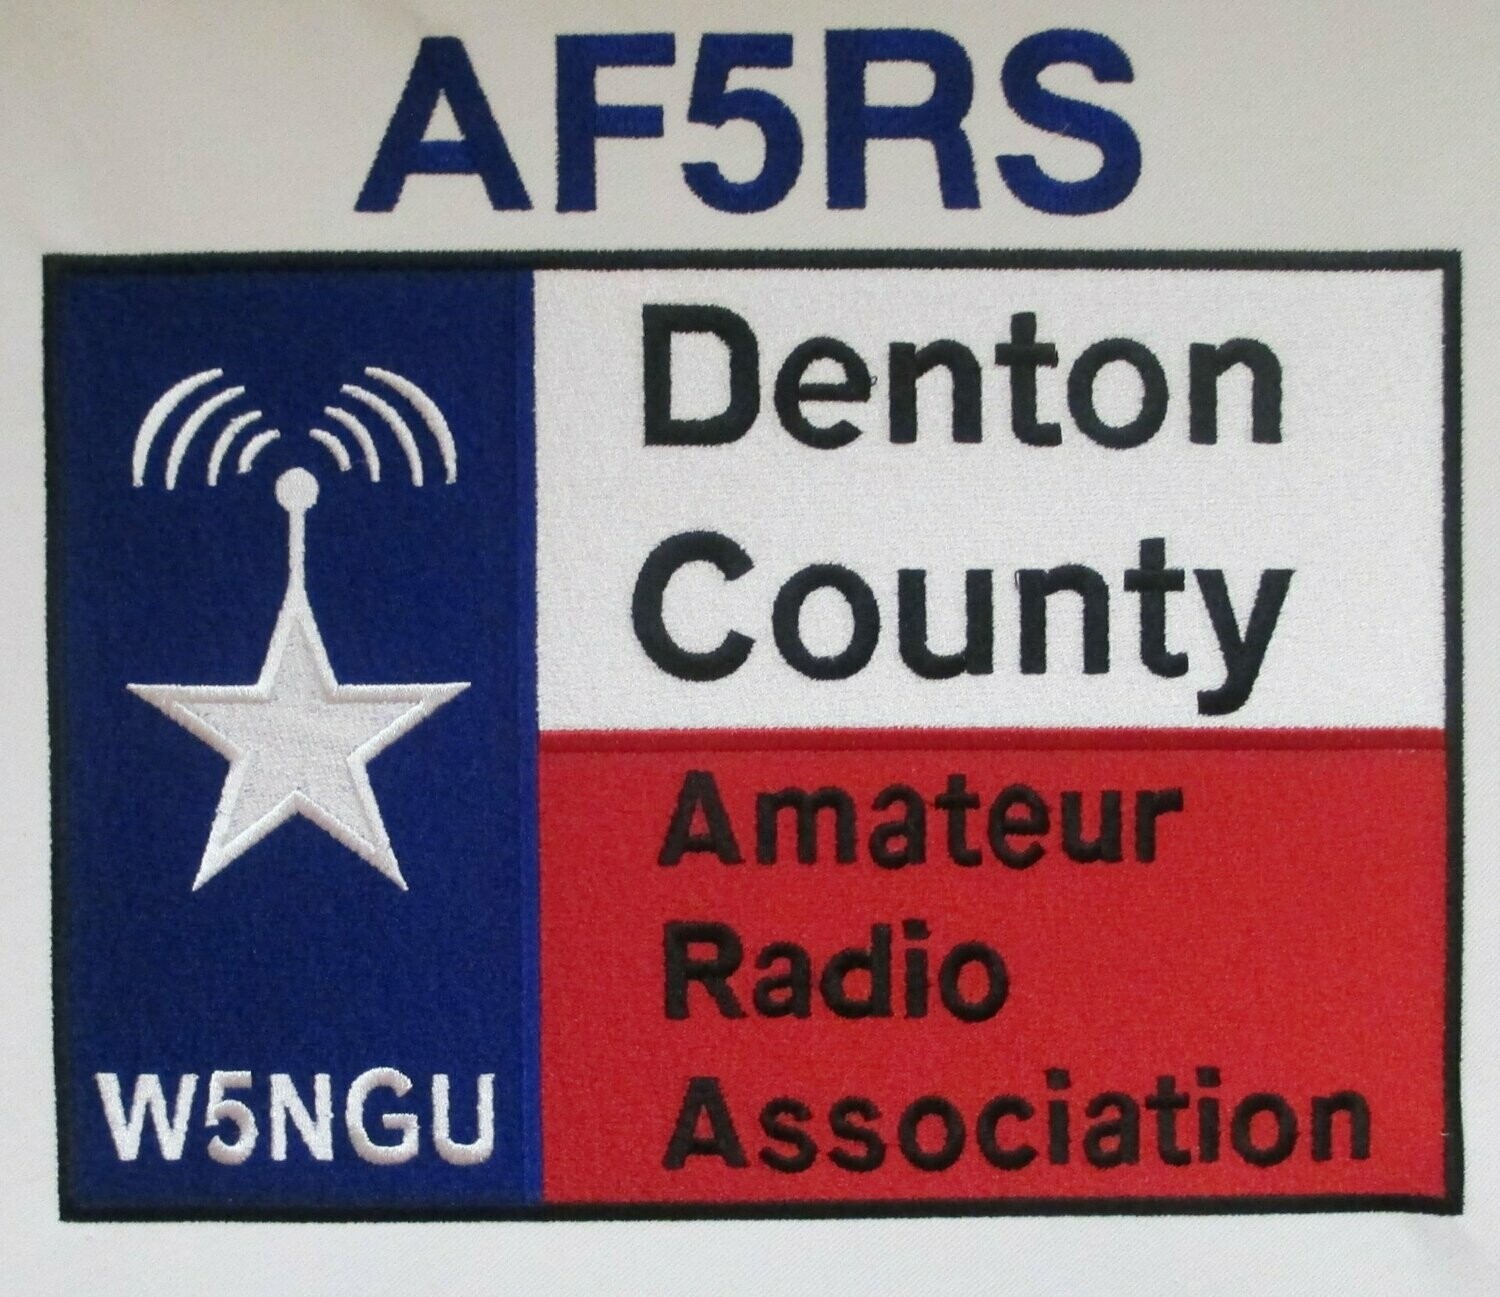 AF5RS
Denton
County
Amateur
Radio
Association
W5NGU